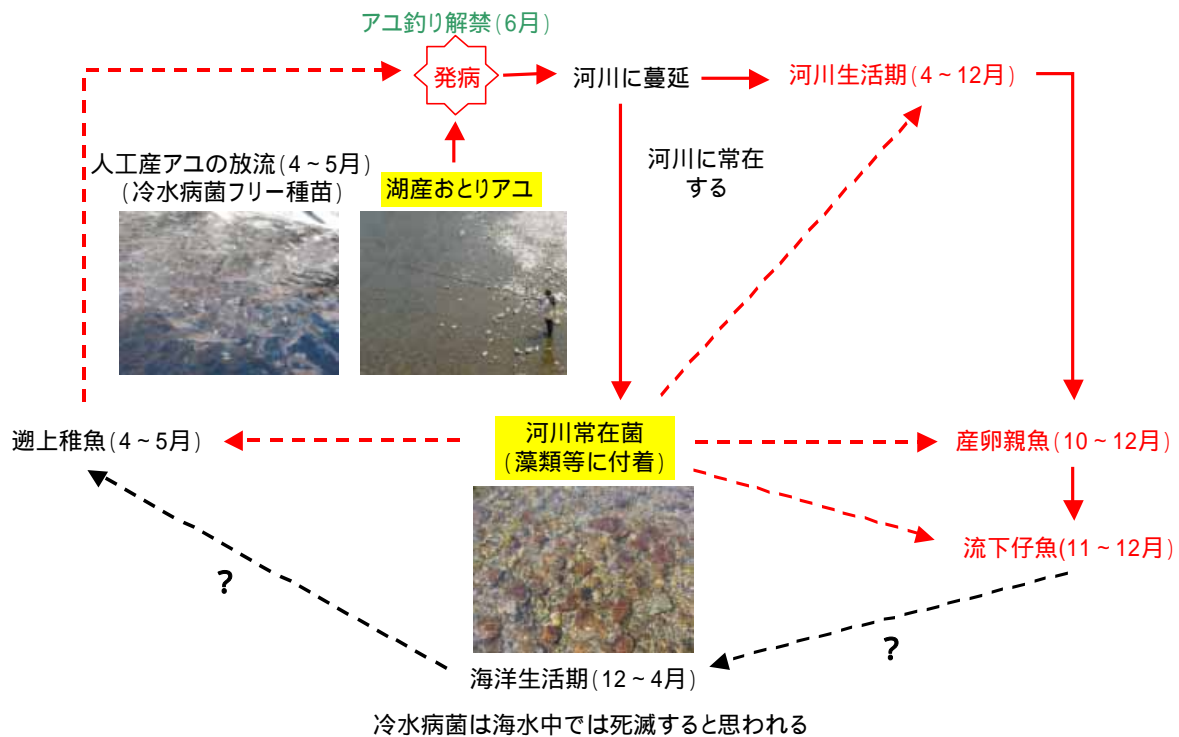 アユ釣り解禁(6月)
発病
河川に蔓延
河川生活期(4~12月)
人工産アユの放流(4~5月)
(冷水病菌フリー種苗)
湖産おとりアユ
河川に常在
する
遡上稚魚(4~5月)
河川常在菌
(藻類等に付着)
産卵親魚(10~12月)
流下仔魚(11~12月)
?
?
海洋生活期(12~4月)
冷水病菌は海水中では死滅すると思われる